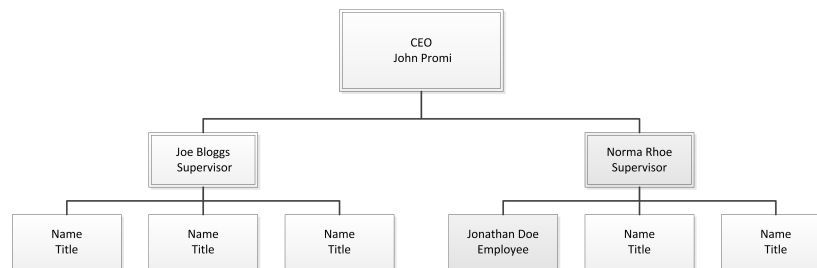 CEO
John Promi
Joe Bloggs
Supervisor
Norma Rhoe
Supervisor
Name
Title
Name
Title
Name
Title
Jonathan Doe
Employee
Name
Title
Name
Title